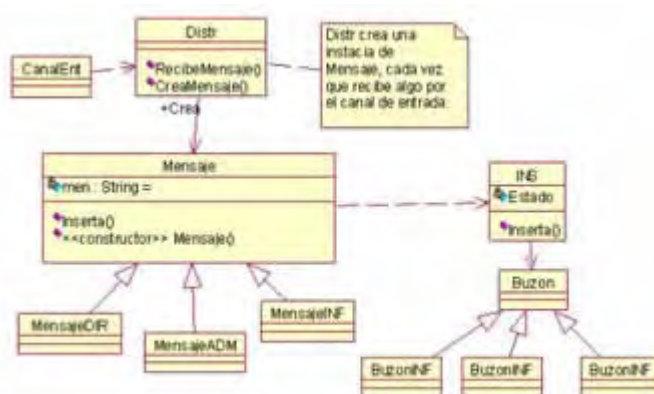 Distr
RecibeMensaje()
CreaMensaje()
CanalEnt
Distr crea una
instacia de
Mensaje, cada vez
que recibe algo por
el canal de entrada
+Crea
Mensaje
men : String =
Inserta()
<<constructor>> Mensaje()
INS
Estado
Inserta()
Buzon
MensajeDIR
MensajeADM
MensajeINF
BuzonINF
BuzonINF
BuzonINF